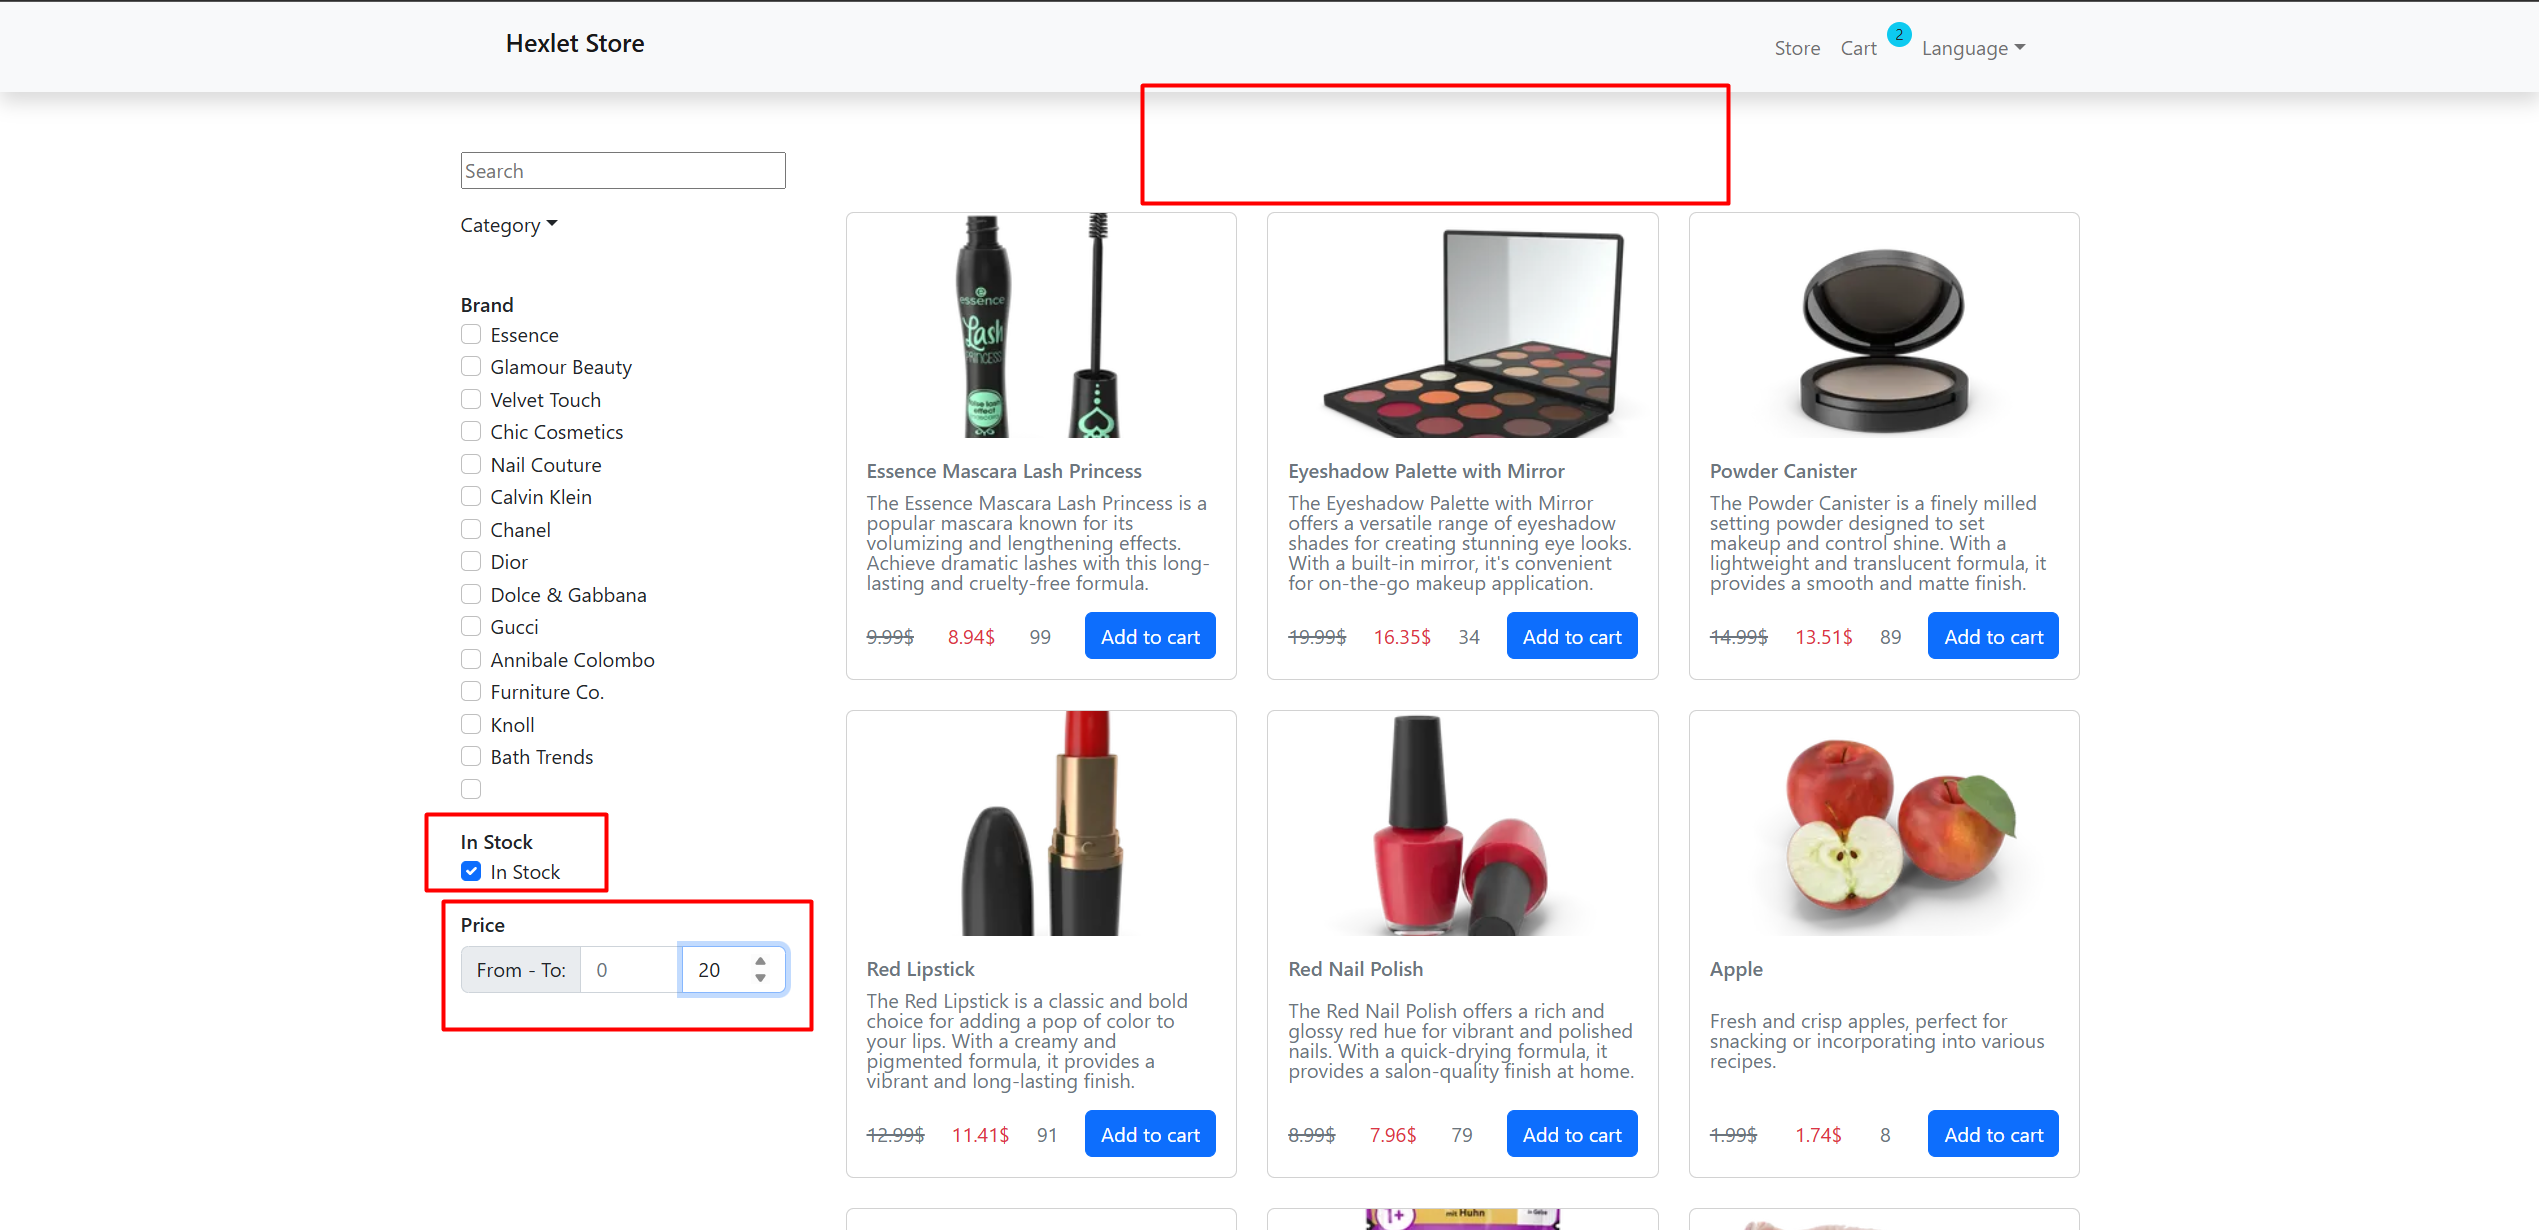 Hexlet Store
Store Cart 2 Language
Search
Category
Brand
Essence
Glamour Beauty
Velvet Touch
Chic Cosmetics
Nail Couture
Calvin Klein
Chanel
Dior
Dolce & Gabbana
Gucci
Annibale Colombo
Furniture Co.
Knoll
Bath Trends
In Stock
In Stock
Price
From - To: 0 20
essence
Lash
PRINCESS
Essence Mascara Lash Princess
The Essence Mascara Lash Princess is a
popular mascara known for its
volumizing and lengthening effects.
Achieve dramatic lashes with this long-
lasting and cruelty-free formula.
9.99$ 8.94$ 99 Add to cart
Eyeshadow Palette with Mirror
The Eyeshadow Palette with Mirror
offers a versatile range of eyeshadow
shades for creating stunning eye looks.
With a built-in mirror, it's convenient
for on-the-go makeup application.
19.99$ 16.35$ 34 Add to cart
Powder Canister
The Powder Canister is a finely milled
setting powder designed to set
makeup and control shine. With a
lightweight and translucent formula, it
provides a smooth and matte finish.
14.99$ 13.51$ 89 Add to cart
Red Lipstick
The Red Lipstick is a classic and bold
choice for adding a pop of color to
your lips. With a creamy and
pigmented formula, it provides a
vibrant and long-lasting finish.
12.99$ 11.41$ 91 Add to cart
Red Nail Polish
The Red Nail Polish offers a rich and
glossy red hue for vibrant and polished
nails. With a quick-drying formula, it
provides a salon-quality finish at home.
8.99$ 7.96$ 79 Add to cart
Apple
Fresh and crisp apples, perfect for
snacking or incorporating into various
recipes.
1.99$ 1.74$ 8 Add to cart
1+ mit Huhn